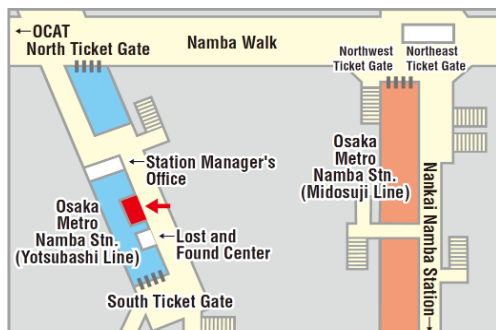 ←OCAT
North Ticket Gate
Namba Walk
Northwest
Ticket Gate
Northeast
Ticket Gate
←Station Manager's
Office
Osaka
Metro
Namba Stn.
(Midosuji Line)
Osaka
Metro
Namba Stn.
(Yotsubashi Line)
←Lost and
Found Center
South Ticket Gate
Nankai Namba Station→